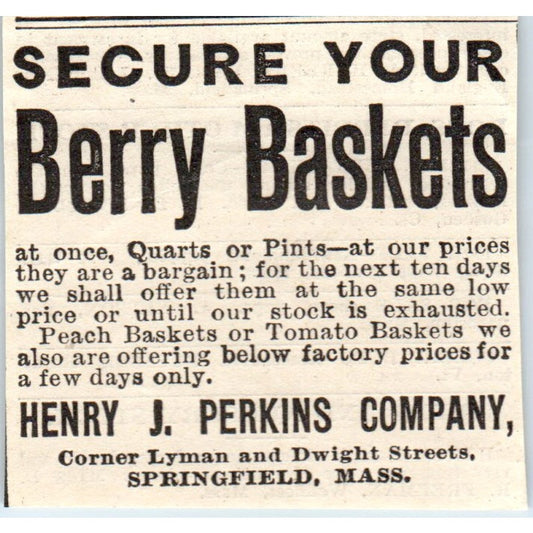 SECURE YOUR
Berry Baskets
at once, Quarts or Pints—at our prices
they are a bargain; for the next ten days
we shall offer them at the same low
price or until our stock is exhausted.
Peach Baskets or Tomato Baskets we
also are offering below factory prices for
a few days only.
HENRY J. PERKINS COMPANY,
Corner Lyman and Dwight Streets,
SPRINGFIELD, MASS.